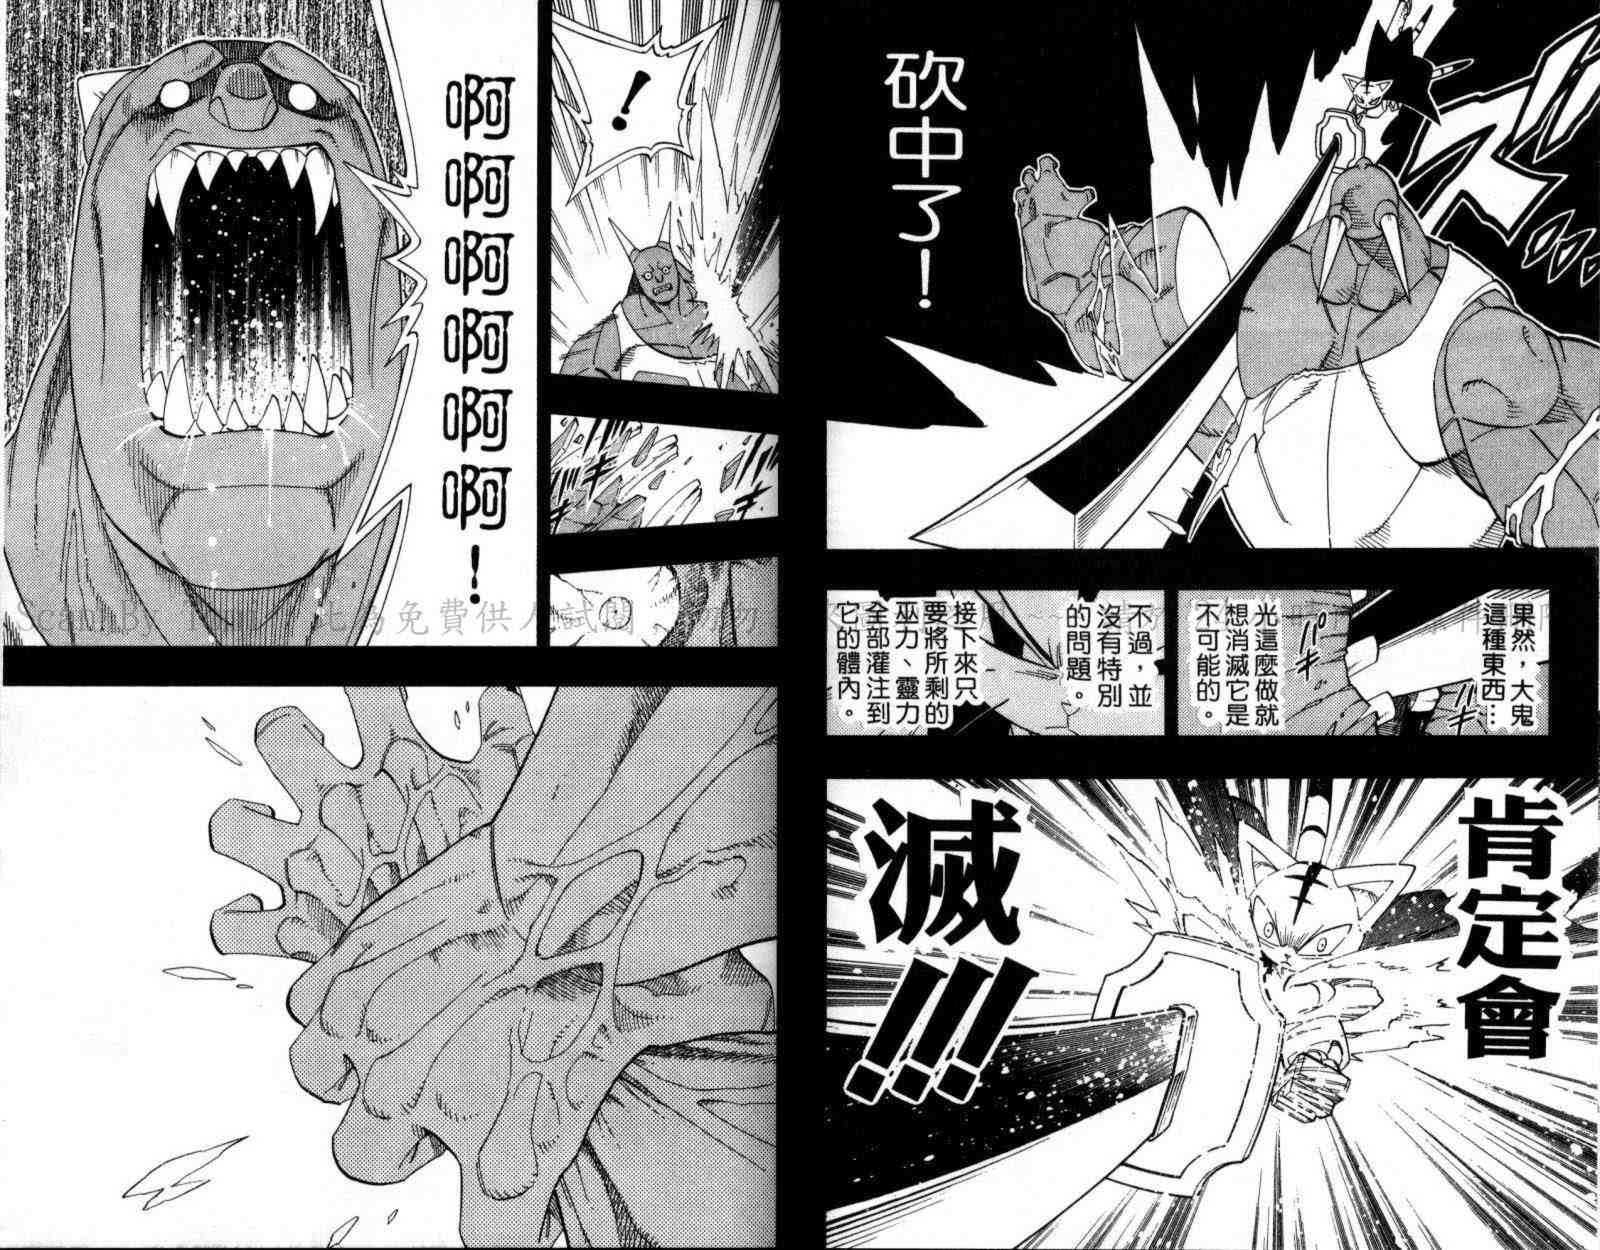 砍中了！
果然，大鬼
這種東西…
光這麼做就
想消滅它是
不可能的。
不過，並
沒有特別
的問題。
接下來只
要將所剩的
巫力、靈力
全部灌注到
它的體內。
肯定會
滅！！！
！
啊啊啊啊啊啊！